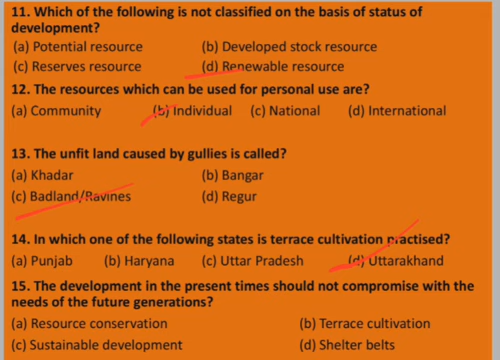 11. Which of the following is not classified on the basis of status of
development?
(a) Potential resource (b) Developed stock resource
(c) Reserves resource (d) Renewable resource
12. The resources which can be used for personal use are?
(a) Community (b) Individual (c) National (d) International
13. The unfit land caused by gullies is called?
(a) Khadar (b) Bangar
(c) Badland/Ravines (d) Regur
14. In which one of the following states is terrace cultivation practised?
(a) Punjab (b) Haryana (c) Uttar Pradesh (d) Uttarakhand
15. The development in the present times should not compromise with the
needs of the future generations?
(a) Resource conservation (b) Terrace cultivation
(c) Sustainable development (d) Shelter belts